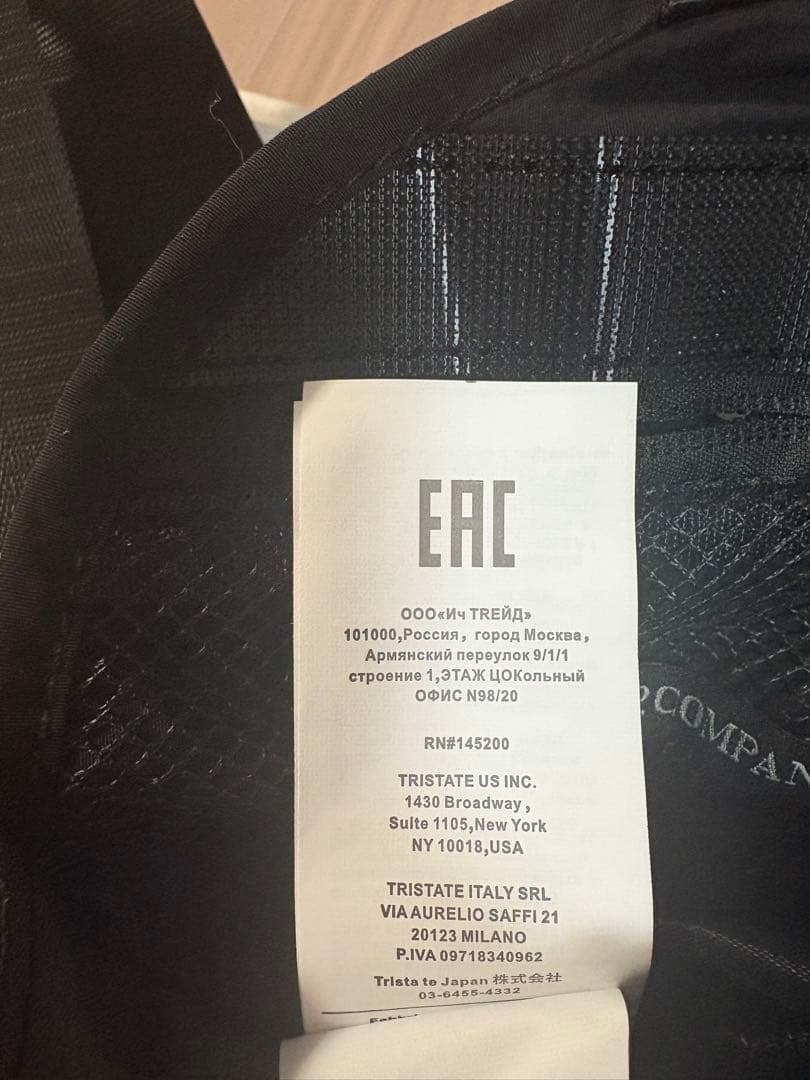 EAC
ООО«Ич TREЙД»
101000,Россия, город Москва,
Армянский переулок 9/1/1
строение 1,ЭТАЖ ЦОКольный
ОФИС N98/20
RN#145200
TRISTATE US INC.
1430 Broadway,
Suite 1105,New York
NY 10018,USA
TRISTATE ITALY SRL
VIA AURELIO SAFFI 21
20123 MILANO
P.IVA 09718340962
Trista te Japan 株式会社
03-6455-4332
COMPAN